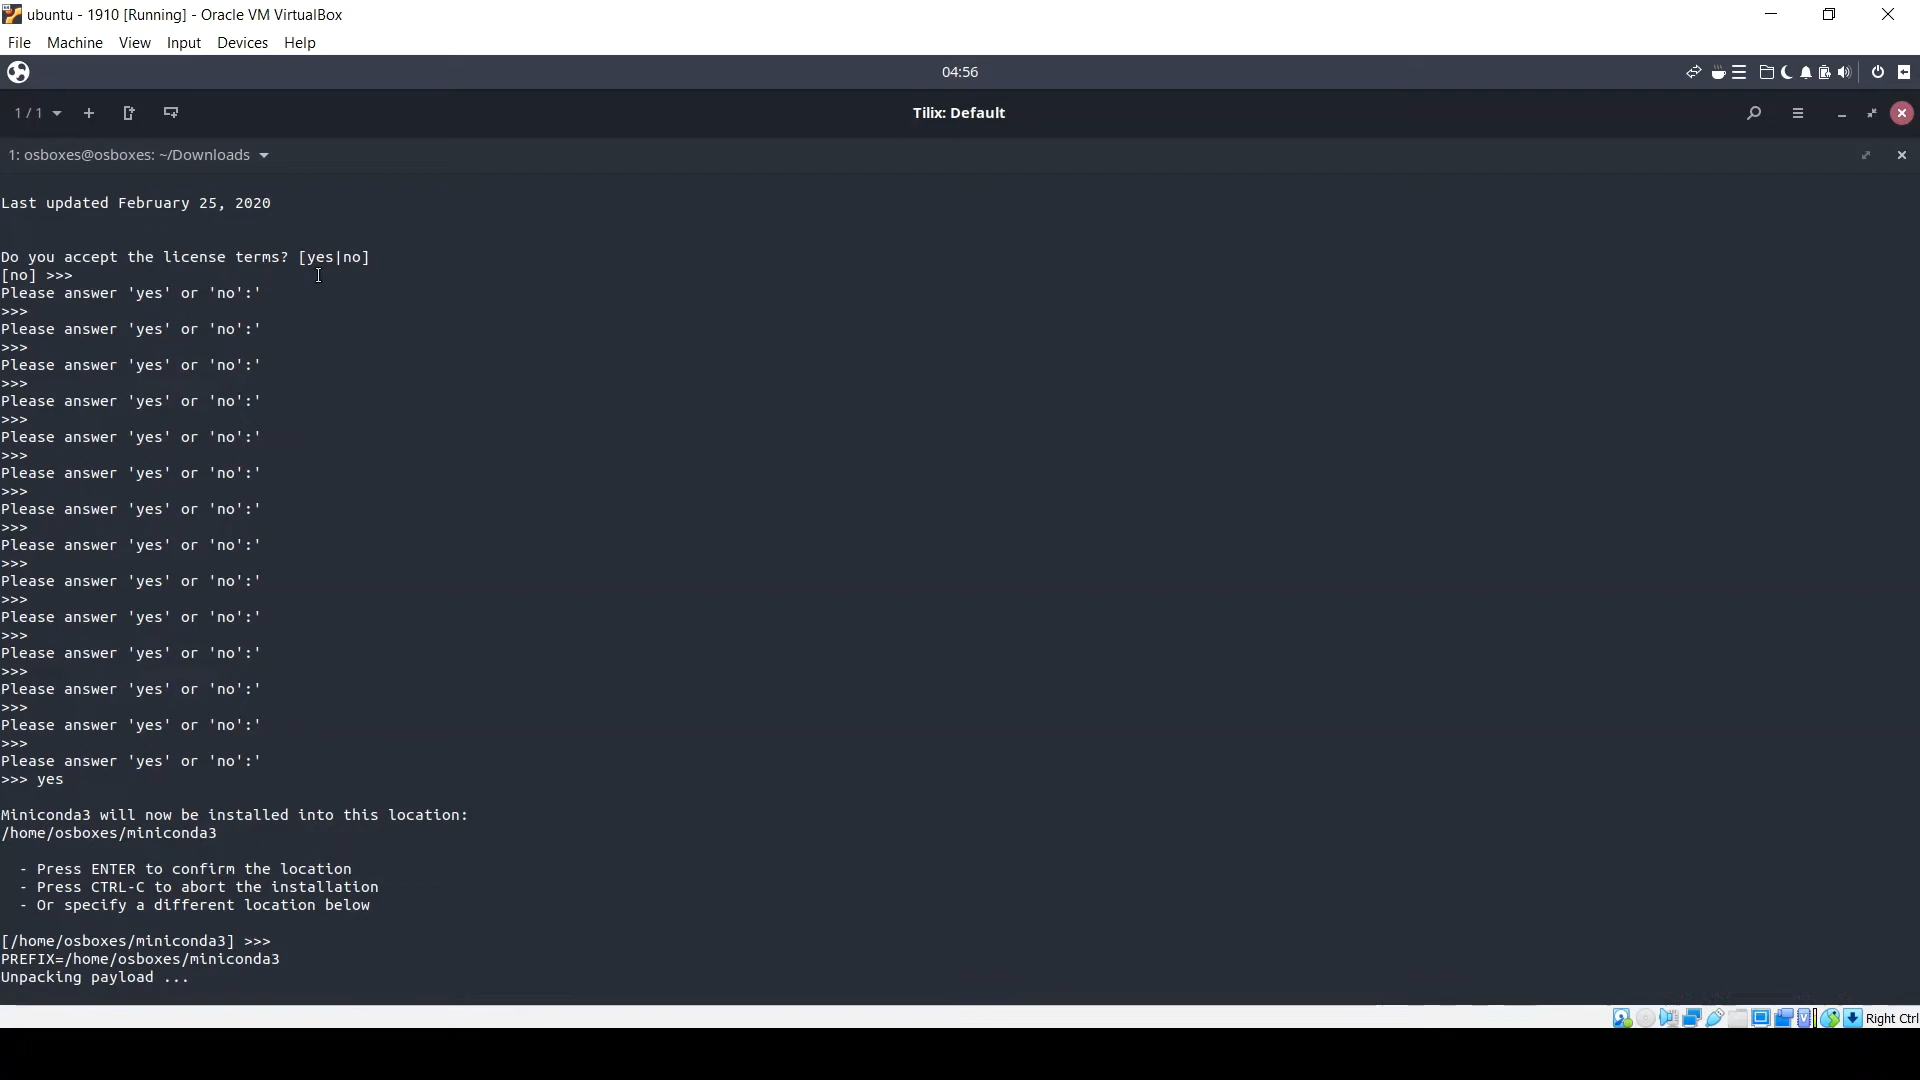 ubuntu - 1910 [Running] - Oracle VM VirtualBox
File Machine View Input Devices Help
04:56
1 / 1
Tilix: Default
1: osboxes@osboxes: ~/Downloads
Last updated February 25, 2020
Do you accept the license terms? [yes|no]
[no] >>>
Please answer 'yes' or 'no':'
>>>
Please answer 'yes' or 'no':'
>>>
Please answer 'yes' or 'no':'
>>>
Please answer 'yes' or 'no':'
>>>
Please answer 'yes' or 'no':'
>>>
Please answer 'yes' or 'no':'
>>>
Please answer 'yes' or 'no':'
>>>
Please answer 'yes' or 'no':'
>>>
Please answer 'yes' or 'no':'
>>>
Please answer 'yes' or 'no':'
>>>
Please answer 'yes' or 'no':'
>>>
Please answer 'yes' or 'no':'
>>>
Please answer 'yes' or 'no':'
>>>
Please answer 'yes' or 'no':'
>>> yes
Miniconda3 will now be installed into this location:
/home/osboxes/miniconda3
- Press ENTER to confirm the location
- Press CTRL-C to abort the installation
- Or specify a different location below
[/home/osboxes/miniconda3] >>>
PREFIX=/home/osboxes/miniconda3
Unpacking payload ...
Right Ctrl